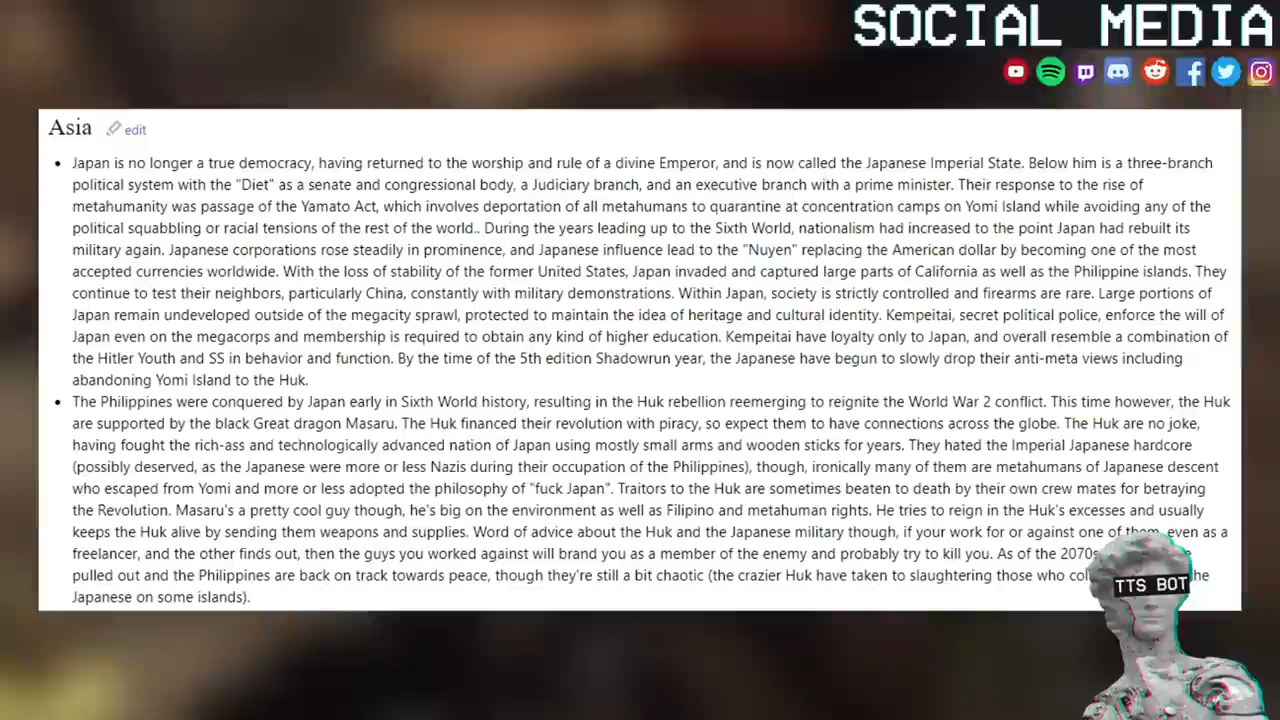 SOCIAL MEDIA
Asia edit
Japan is no longer a true democracy, having returned to the worship and rule of a divine Emperor, and is now called the Japanese Imperial State. Below him is a three-branch
political system with the "Diet" as a senate and congressional body, a Judiciary branch, and an executive branch with a prime minister. Their response to the rise of
metahumanity was passage of the Yamato Act, which involves deportation of all metahumans to quarantine at concentration camps on Yomi Island while avoiding any of the
political squabbling or racial tensions of the rest of the world.. During the years leading up to the Sixth World, nationalism had increased to the point Japan had rebuilt its
military again. Japanese corporations rose steadily in prominence, and Japanese influence lead to the "Nuyen" replacing the American dollar by becoming one of the most
accepted currencies worldwide. With the loss of stability of the former United States, Japan invaded and captured large parts of California as well as the Philippine islands. They
continue to test their neighbors, particularly China, constantly with military demonstrations. Within Japan, society is strictly controlled and firearms are rare. Large portions of
Japan remain undeveloped outside of the megacity sprawl, protected to maintain the idea of heritage and cultural identity. Kempeitai, secret political police, enforce the will of
Japan even on the megacorps and membership is required to obtain any kind of higher education. Kempeitai have loyalty only to Japan, and overall resemble a combination of
the Hitler Youth and SS in behavior and function. By the time of the 5th edition Shadowrun year, the Japanese have begun to slowly drop their anti-meta views including
abandoning Yomi Island to the Huk.
The Philippines were conquered by Japan early in Sixth World history, resulting in the Huk rebellion reemerging to reignite the World War 2 conflict. This time however, the Huk
are supported by the black Great dragon Masaru. The Huk financed their revolution with piracy, so expect them to have connections across the globe. The Huk are no joke,
having fought the rich-ass and technologically advanced nation of Japan using mostly small arms and wooden sticks for years. They hated the Imperial Japanese hardcore
(possibly deserved, as the Japanese were more or less Nazis during their occupation of the Philippines), though, ironically many of them are metahumans of Japanese descent
who escaped from Yomi and more or less adopted the philosophy of "fuck Japan". Traitors to the Huk are sometimes beaten to death by their own crew mates for betraying
the Revolution. Masaru's a pretty cool guy though, he's big on the environment as well as Filipino and metahuman rights. He tries to reign in the Huk's excesses and usually
keeps the Huk alive by sending them weapons and supplies. Word of advice about the Huk and the Japanese military though, if your work for or against one of them, even as a
freelancer, and the other finds out, then the guys you worked against will brand you as a member of the enemy and probably try to kill you. As of the 2070s
pulled out and the Philippines are back on track towards peace, though they're still a bit chaotic (the crazier Huk have taken to slaughtering those who the
Japanese on some islands).
TTS BOT